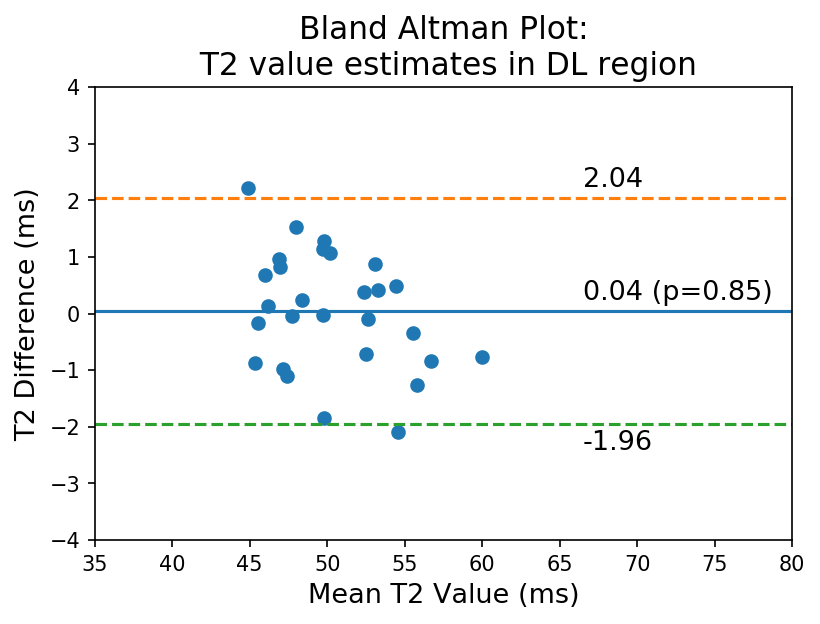 Bland Altman Plot:
T2 value estimates in DL region
T2 Difference (ms)
4
3
2
1
0
−1
−2
−3
−4
2.04
0.04 (p=0.85)
-1.96
35 40 45 50 55 60 65 70 75 80
Mean T2 Value (ms)